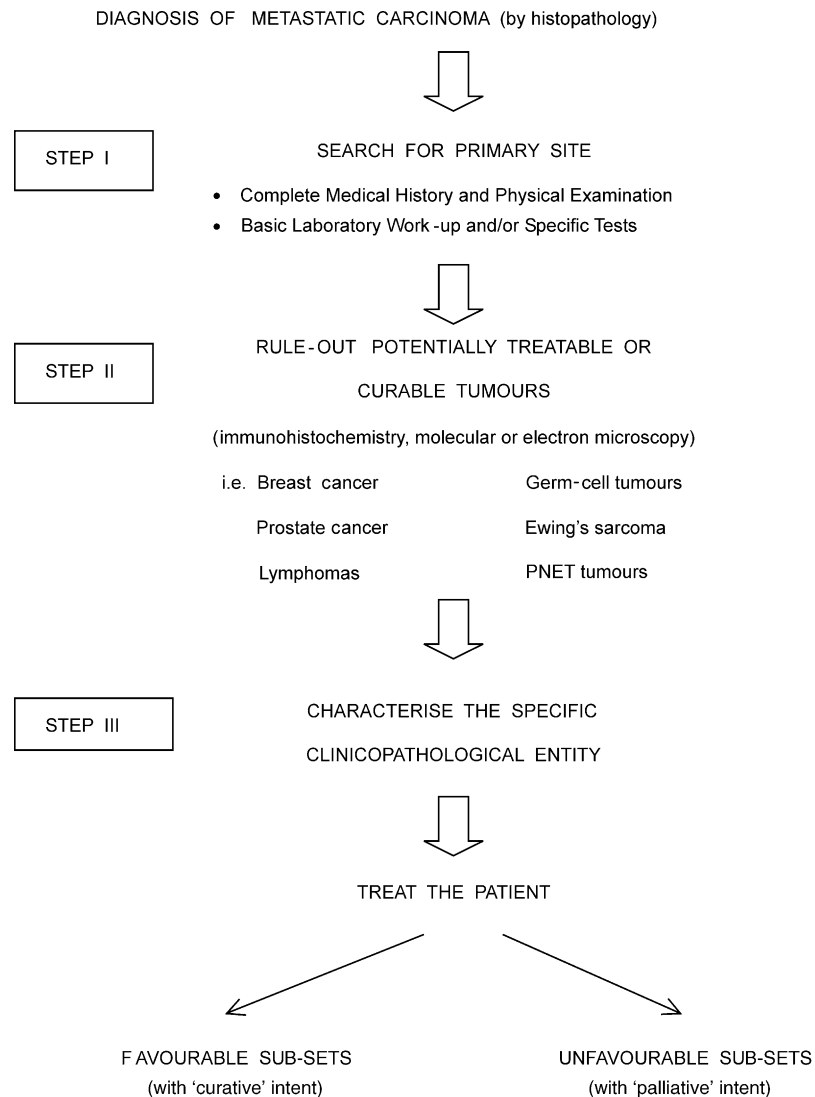 DIAGNOSIS OF METASTATIC CARCINOMA (by histopathology)
STEP I
SEARCH FOR PRIMARY SITE
• Complete Medical History and Physical Examination
• Basic Laboratory Work-up and/or Specific Tests
STEP II
RULE-OUT POTENTIALLY TREATABLE OR
CURABLE TUMOURS
(immunohistochemistry, molecular or electron microscopy)
i.e. Breast cancer Germ-cell tumours
Prostate cancer Ewing's sarcoma
Lymphomas PNET tumours
STEP III
CHARACTERISE THE SPECIFIC
CLINICOPATHOLOGICAL ENTITY
TREAT THE PATIENT
FAVOURABLE SUB-SETS UNFAVOURABLE SUB-SETS
(with 'curative' intent) (with 'palliative' intent)